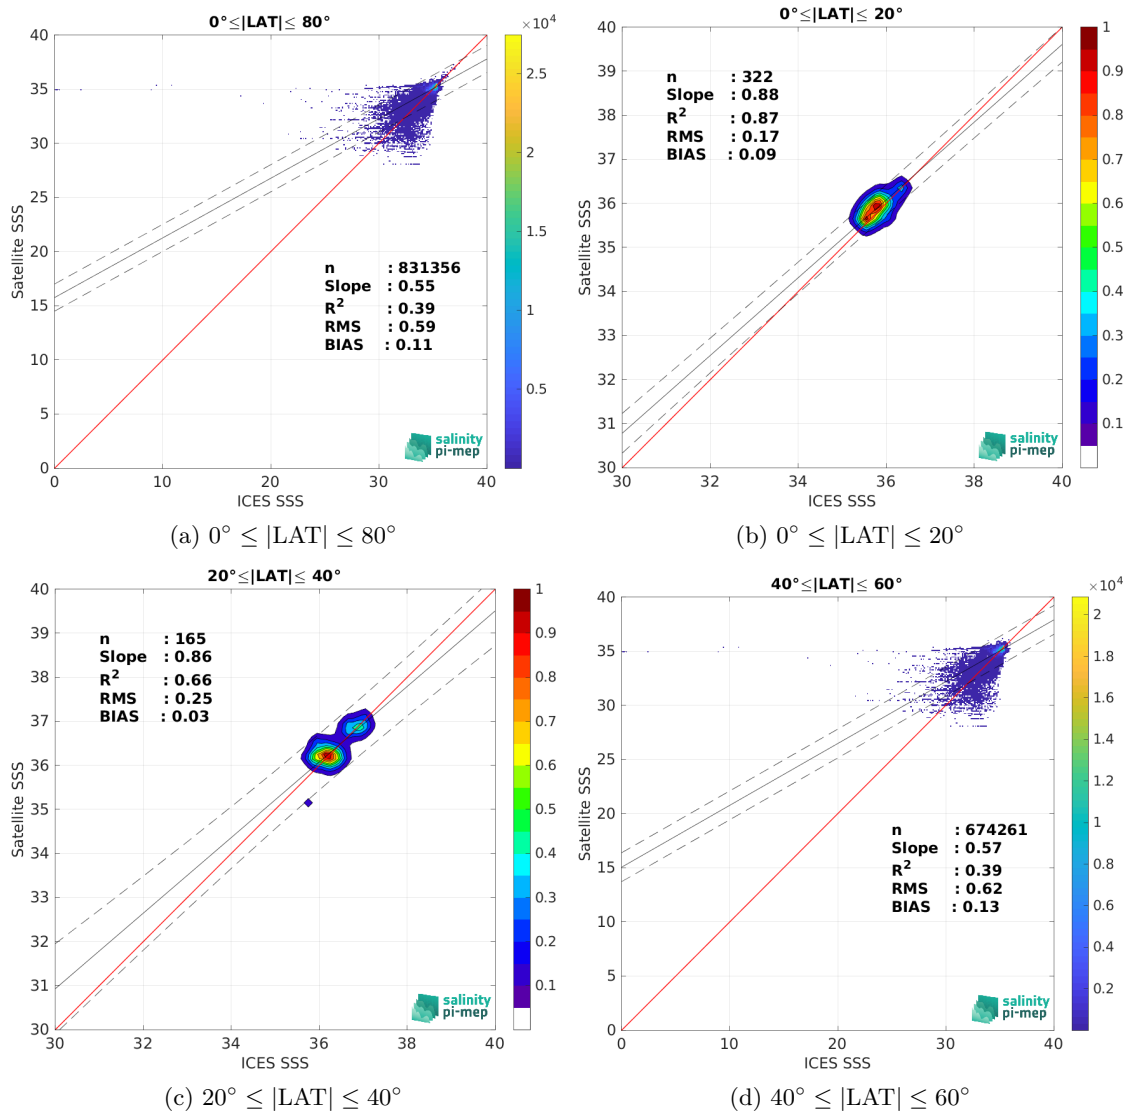 0°≤|LAT|≤ 80°
×10⁴
40
35
30
25
20
15
10
5
0
Satellite SSS
0
10
20
30
40
ICES SSS
n : 831356
Slope : 0.55
R² : 0.39
RMS : 0.59
BIAS : 0.11
salinity
pi-mep
2.5
2
1.5
1
0.5
(a) 0° ≤ |LAT| ≤ 80°
0°≤|LAT|≤ 20°
40
39
38
37
36
35
34
33
32
31
30
Satellite SSS
30
32
34
36
38
40
ICES SSS
n : 322
Slope : 0.88
R² : 0.87
RMS : 0.17
BIAS : 0.09
salinity
pi-mep
1
0.9
0.8
0.7
0.6
0.5
0.4
0.3
0.2
0.1
(b) 0° ≤ |LAT| ≤ 20°
20°≤|LAT|≤ 40°
40
39
38
37
36
35
34
33
32
31
30
Satellite SSS
30
32
34
36
38
40
ICES SSS
n : 165
Slope : 0.86
R² : 0.66
RMS : 0.25
BIAS : 0.03
salinity
pi-mep
1
0.9
0.8
0.7
0.6
0.5
0.4
0.3
0.2
0.1
(c) 20° ≤ |LAT| ≤ 40°
40°≤|LAT|≤ 60°
×10⁴
40
35
30
25
20
15
10
5
0
Satellite SSS
0
10
20
30
40
ICES SSS
n : 674261
Slope : 0.57
R² : 0.39
RMS : 0.62
BIAS : 0.13
salinity
pi-mep
2
1.8
1.6
1.4
1.2
1
0.8
0.6
0.4
0.2
(d) 40° ≤ |LAT| ≤ 60°